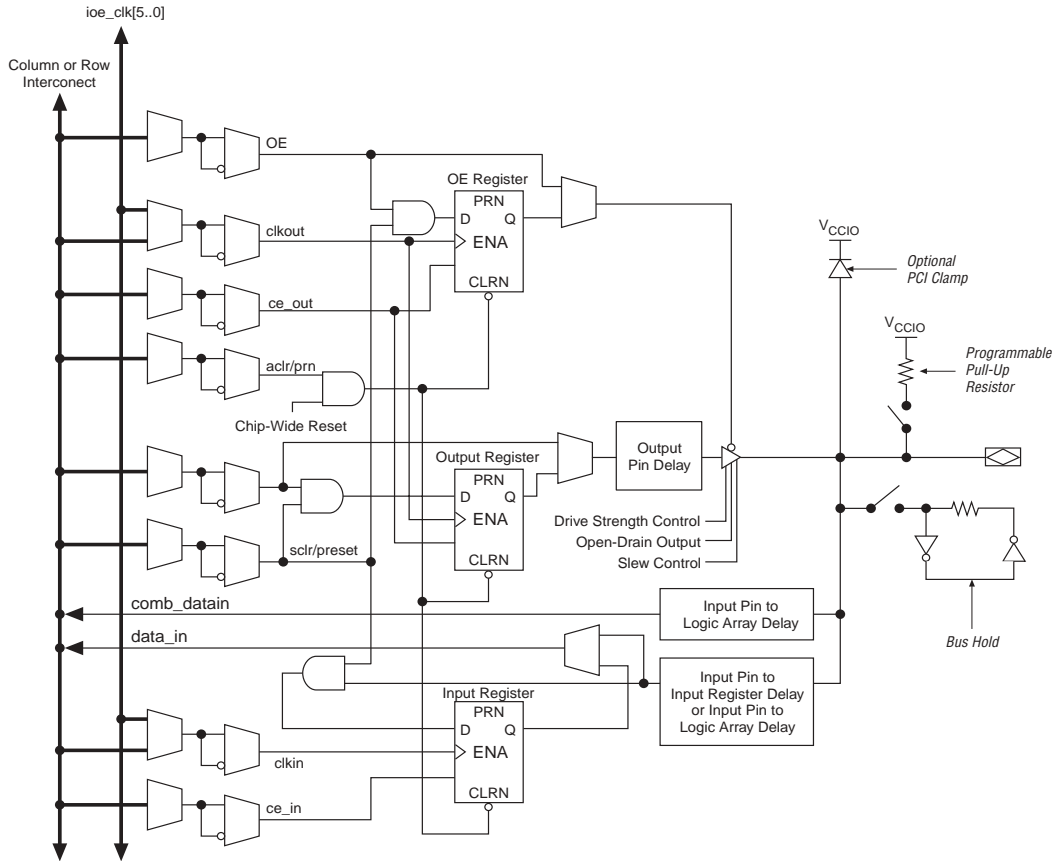 ioe_clk[5..0]
Column or Row
Interconect
OE
OE Register
PRN
D
Q
ENA
CLRN
clkout
ce_out
aclr/prn
Chip-Wide Reset
VCCIO
Optional
PCI Clamp
VCCIO
Programmable
Pull-Up
Resistor
Output Register
PRN
D
Q
ENA
CLRN
Output
Pin Delay
Drive Strength Control
Open-Drain Output
Slew Control
sclr/preset
comb_datain
data_in
Input Pin to
Logic Array Delay
Bus Hold
Input Pin to
Input Register Delay
or Input Pin to
Logic Array Delay
Input Register
PRN
D
Q
ENA
CLRN
clkin
ce_in